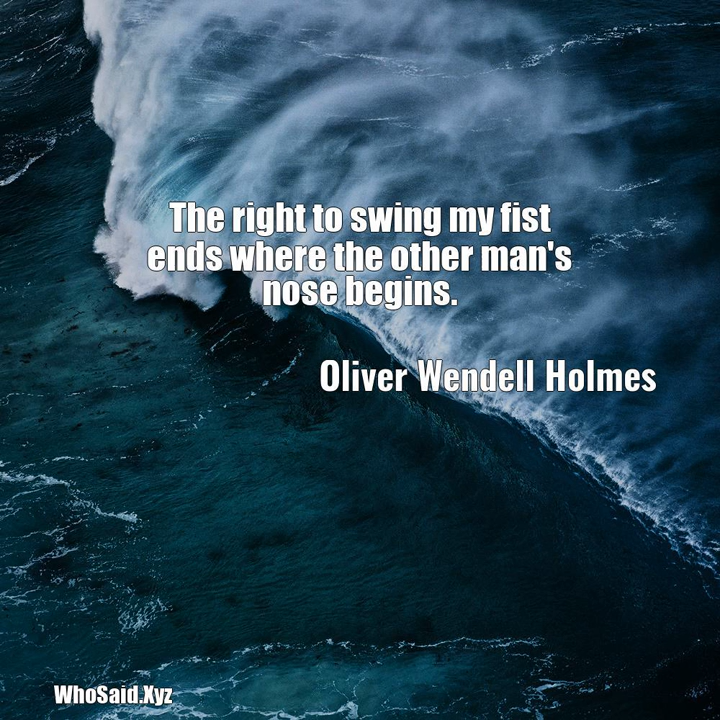 The right to swing my fist
ends where the other man's
nose begins.
Oliver Wendell Holmes
WhoSaid.Xyz